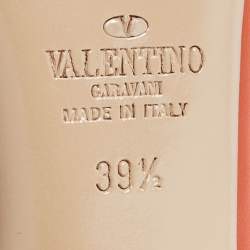 VALENTINO
GARAVANI
MADE IN ITALY
39½